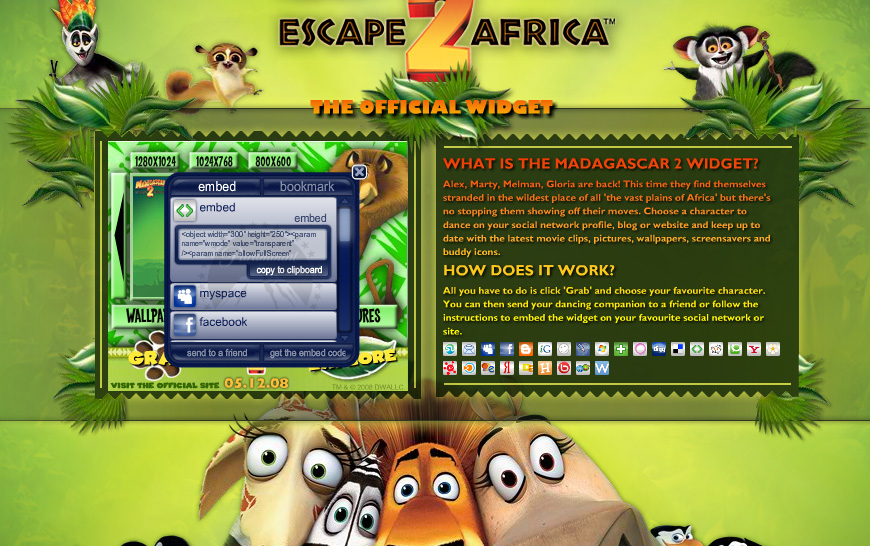 ESCAPE 2 AFRICA™
THE OFFICIAL WIDGET
1280X1024 1024X768 800X600
MADAGASCAR 2
embed bookmark
embed
embed
<object width="300" height="250"><param
name="wmode" value="transparent"
/><param name="allowFullScreen"
copy to clipboard
myspace
facebook
send to a friend get the embed code
VISIT THE OFFICIAL SITE 05.12.08 TM & © 2008 DWALLC
WHAT IS THE MADAGASCAR 2 WIDGET?
Alex, Marty, Melman, Gloria are back! This time they find themselves
stranded in the wildest place of all 'the vast plains of Africa' but there's
no stopping them showing off their moves. Choose a character to
dance on your social network profile, blog or website and keep up to
date with the latest movie clips, pictures, wallpapers, screensavers and
buddy icons.
HOW DOES IT WORK?
All you have to do is click 'Grab' and choose your favourite character.
You can then send your dancing companion to a friend or follow the
instructions to embed the widget on your favourite social network or
site.